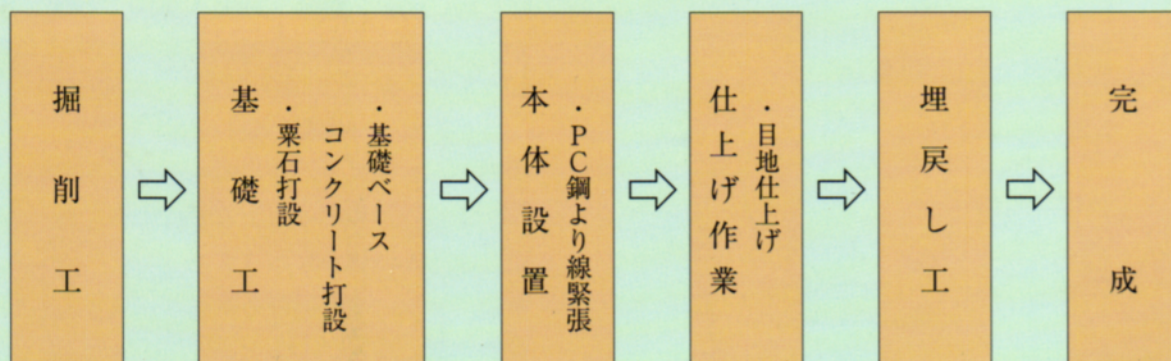 掘削工
基礎工
・基礎ベース
コンクリート打設
・栗石打設
本体設置
・PC鋼より線緊張
仕上げ作業
・目地仕上げ
埋戻し工
完成